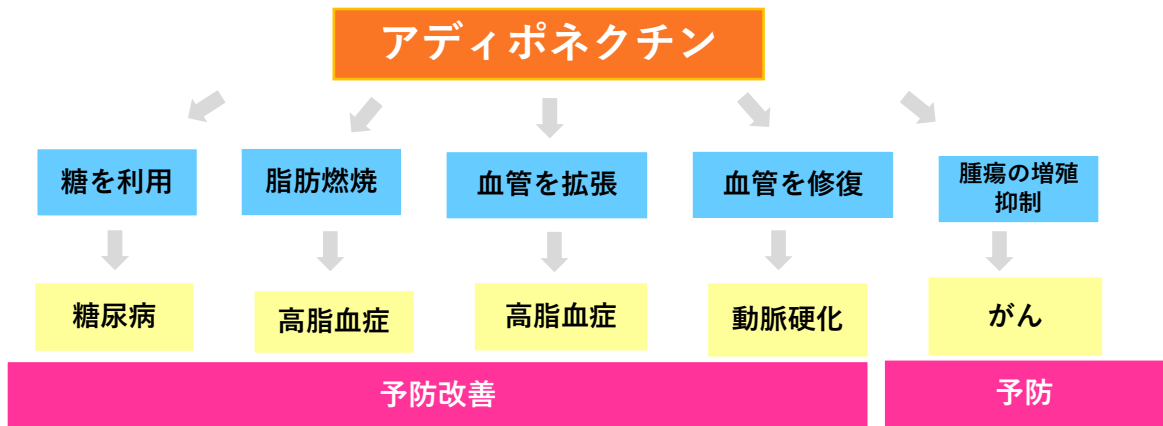 アディポネクチン
糖を利用
脂肪燃焼
血管を拡張
血管を修復
腫瘍の増殖
抑制
糖尿病
高脂血症
高脂血症
動脈硬化
がん
予防改善
予防